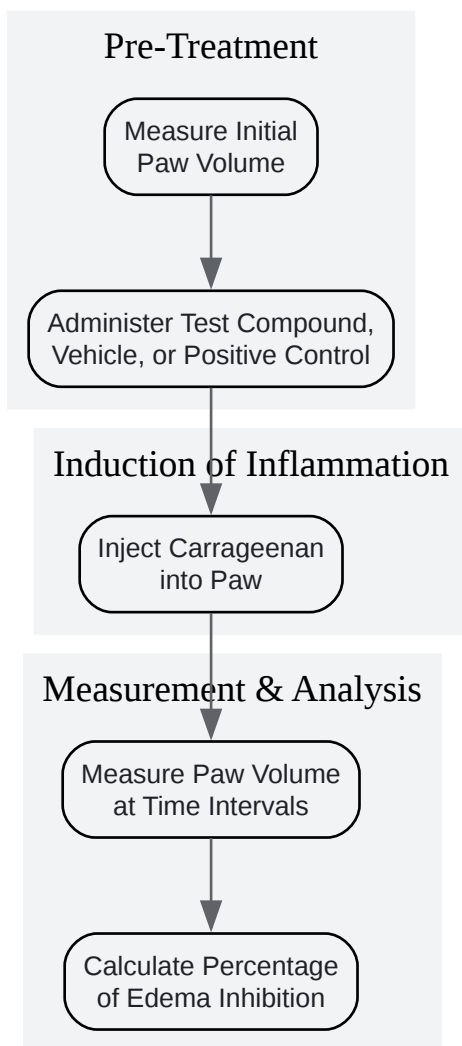 Pre-Treatment
Measure Initial
Paw Volume
Administer Test Compound,
Vehicle, or Positive Control
Induction of Inflammation
Inject Carrageenan
into Paw
Measurement & Analysis
Measure Paw Volume
at Time Intervals
Calculate Percentage
of Edema Inhibition